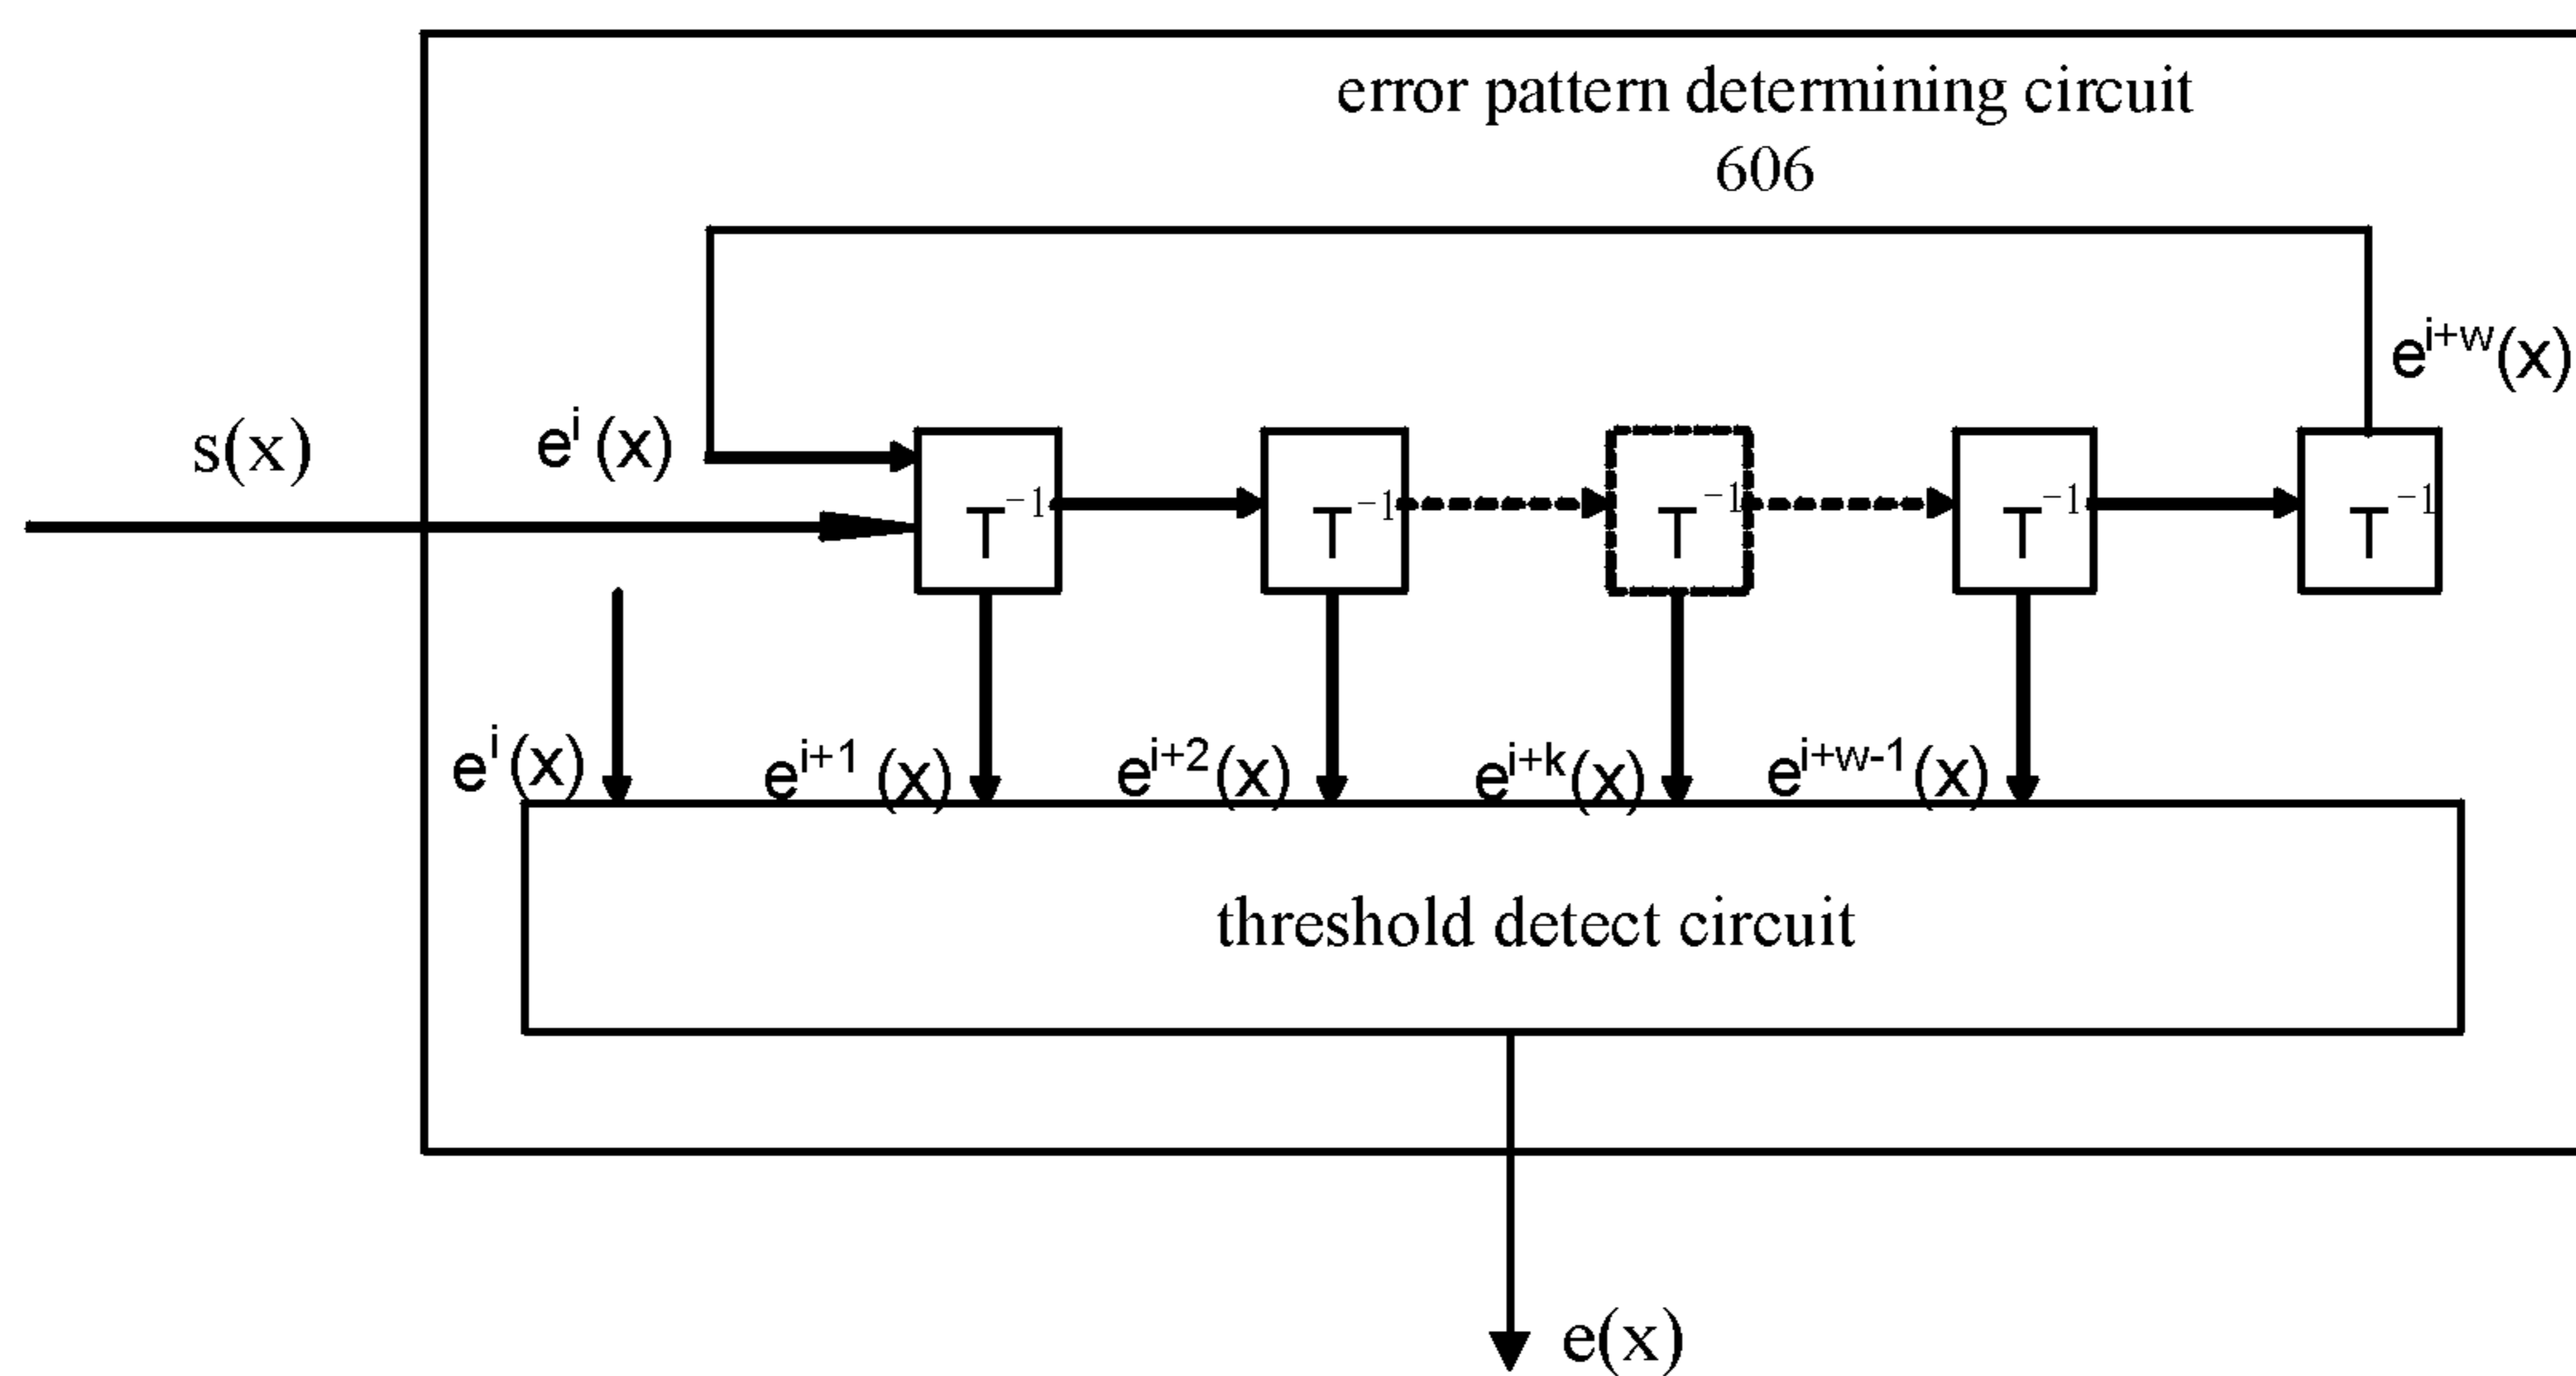 error pattern determining circuit
606
e^{i+w}(x)
s(x)
e^{i}(x)
T^{-1}
T^{-1}
T^{-1}
T^{-1}
T^{-1}
e^{i}(x)
e^{i+1}(x)
e^{i+2}(x)
e^{i+k}(x)
e^{i+w-1}(x)
threshold detect circuit
e(x)